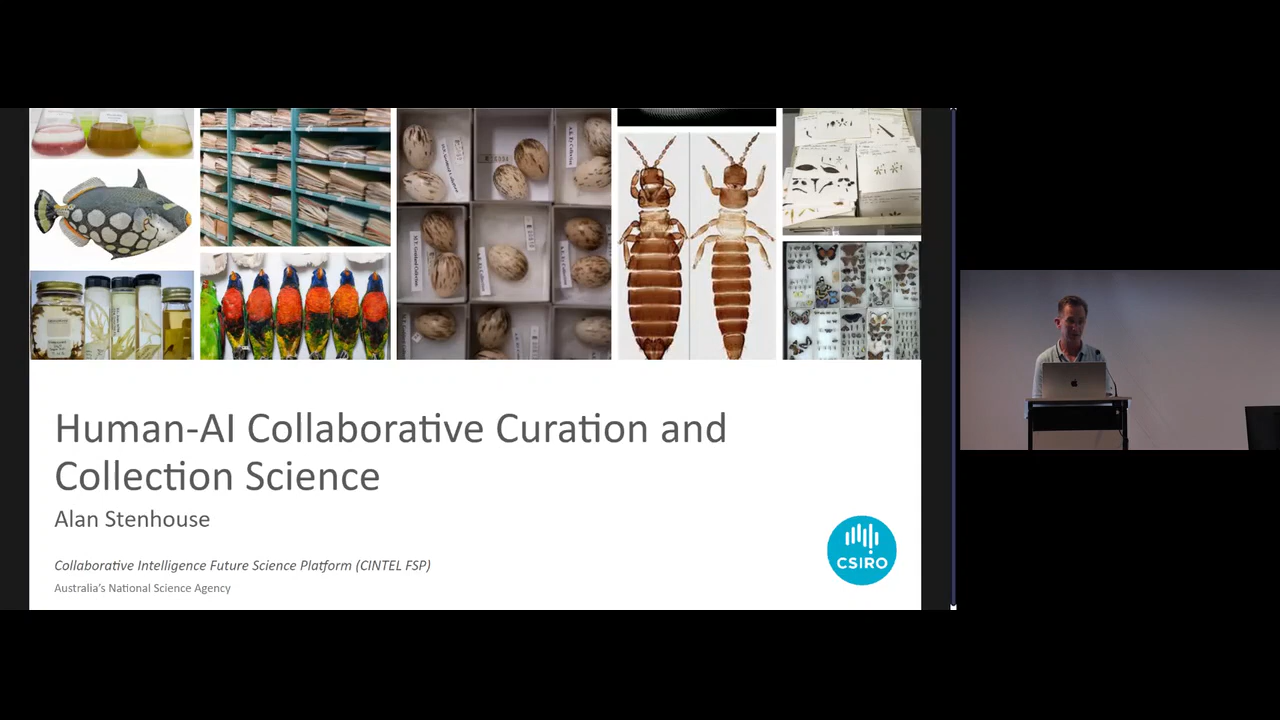 Human-AI Collaborative Curation and
Collection Science
Alan Stenhouse
Collaborative Intelligence Future Science Platform (CINTEL FSP)
Australia's National Science Agency
CSIRO